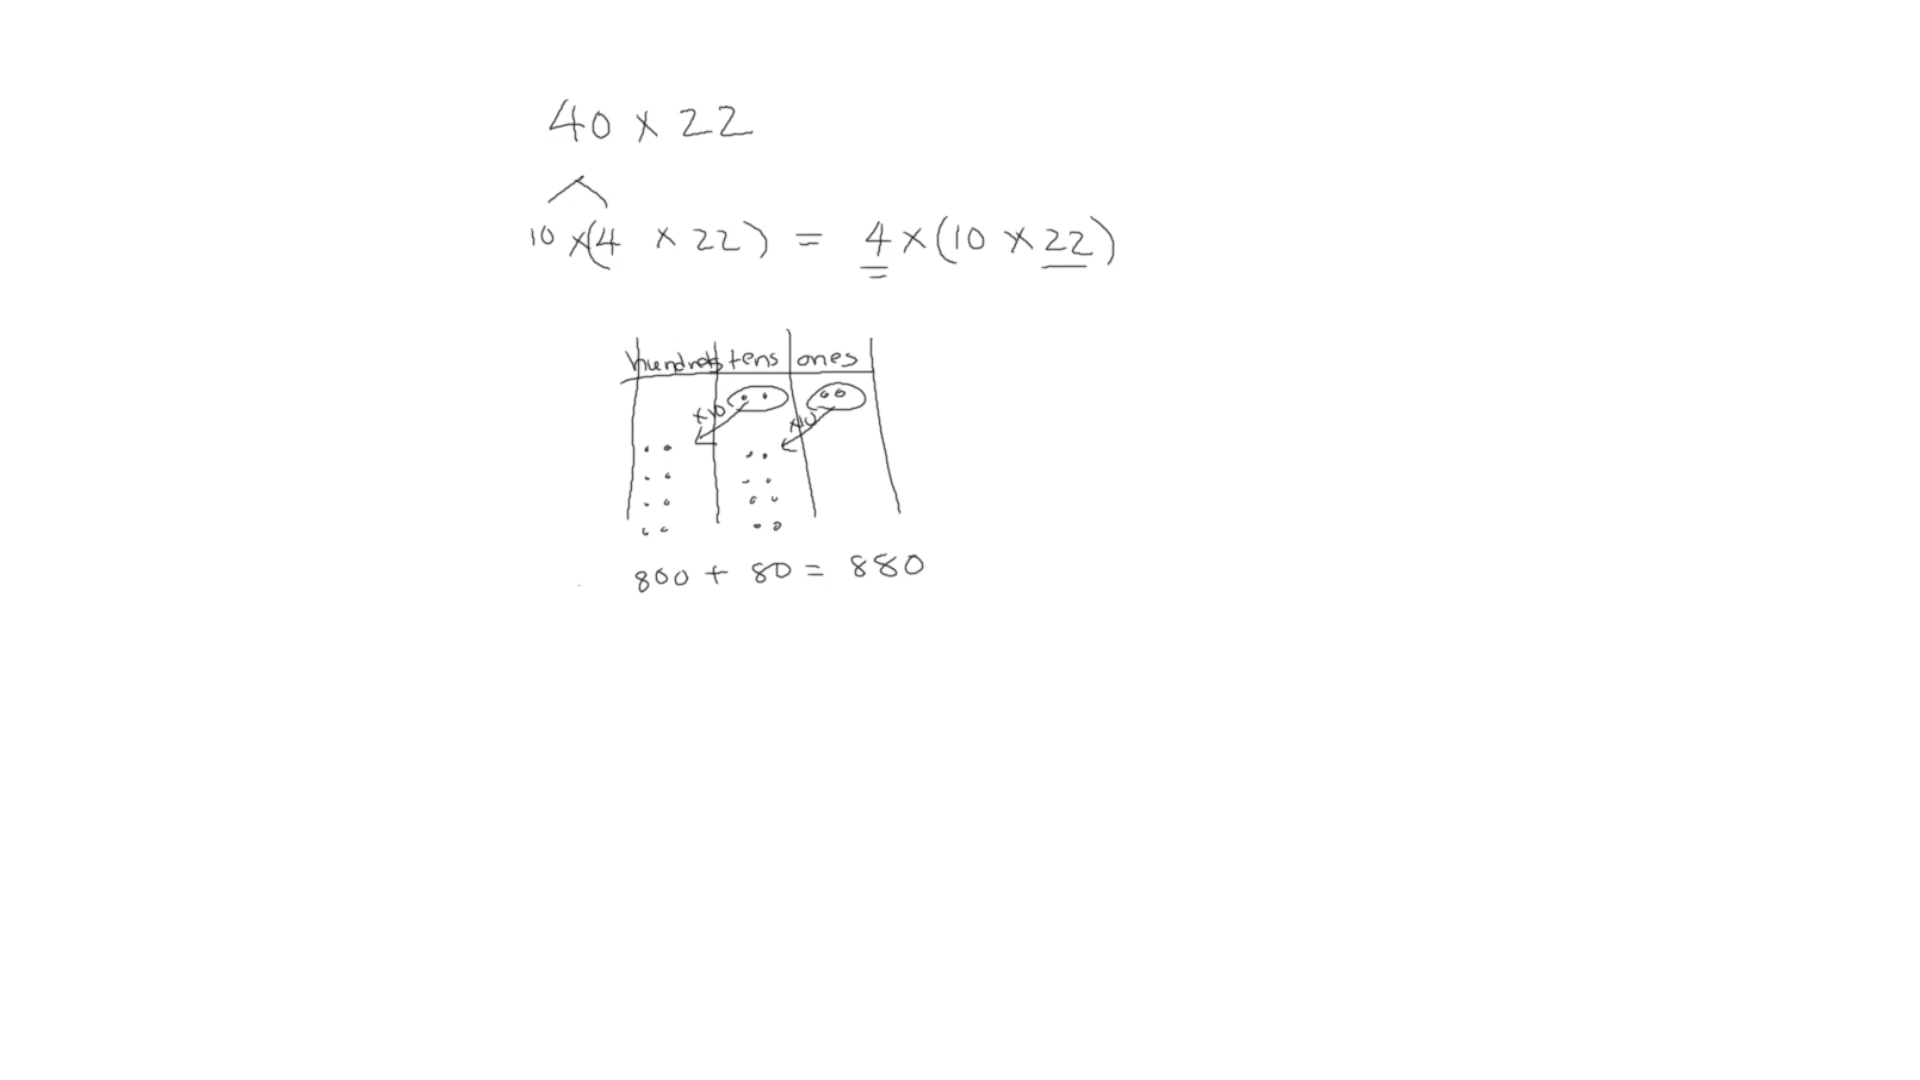 40 x 22
10 x (4 x 22) = 4 x (10 x 22)
hundreds tens ones
x10 x10
800 + 80 = 880